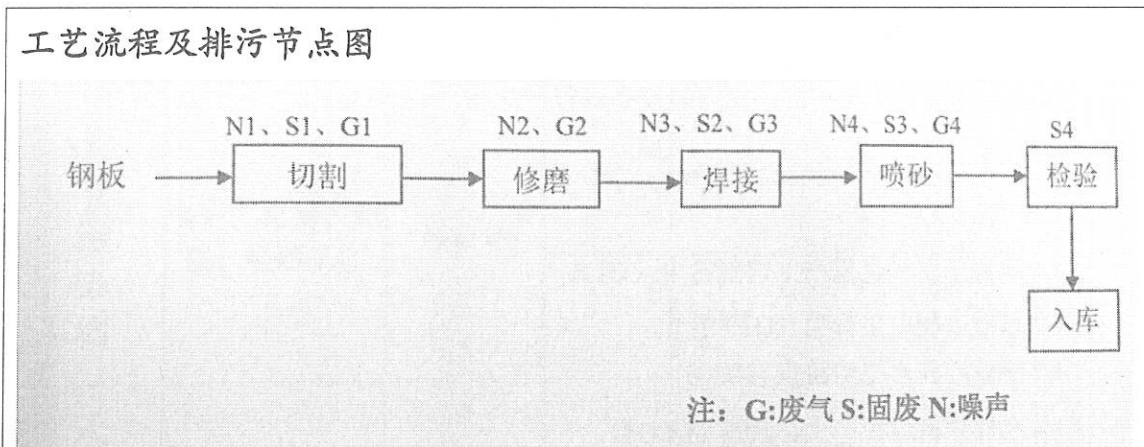 工艺流程及排污节点图
N1、S1、G1
N2、G2
N3、S2、G3
N4、S3、G4
S4
钢板
切割
修磨
焊接
喷砂
检验
入库
注：G:废气 S:固废 N:噪声